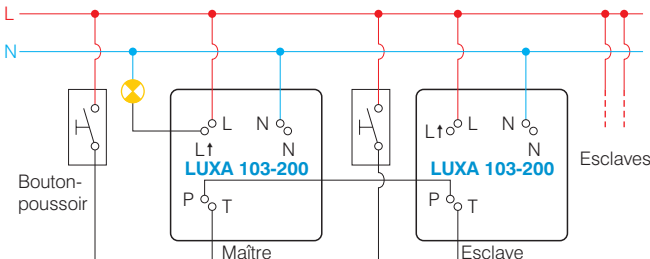 L
N
L N
L↑ N
LUXA 103-200
P T
Maître
Bouton-
poussoir
L N
L↑ N
LUXA 103-200
P T
Esclave
Esclaves